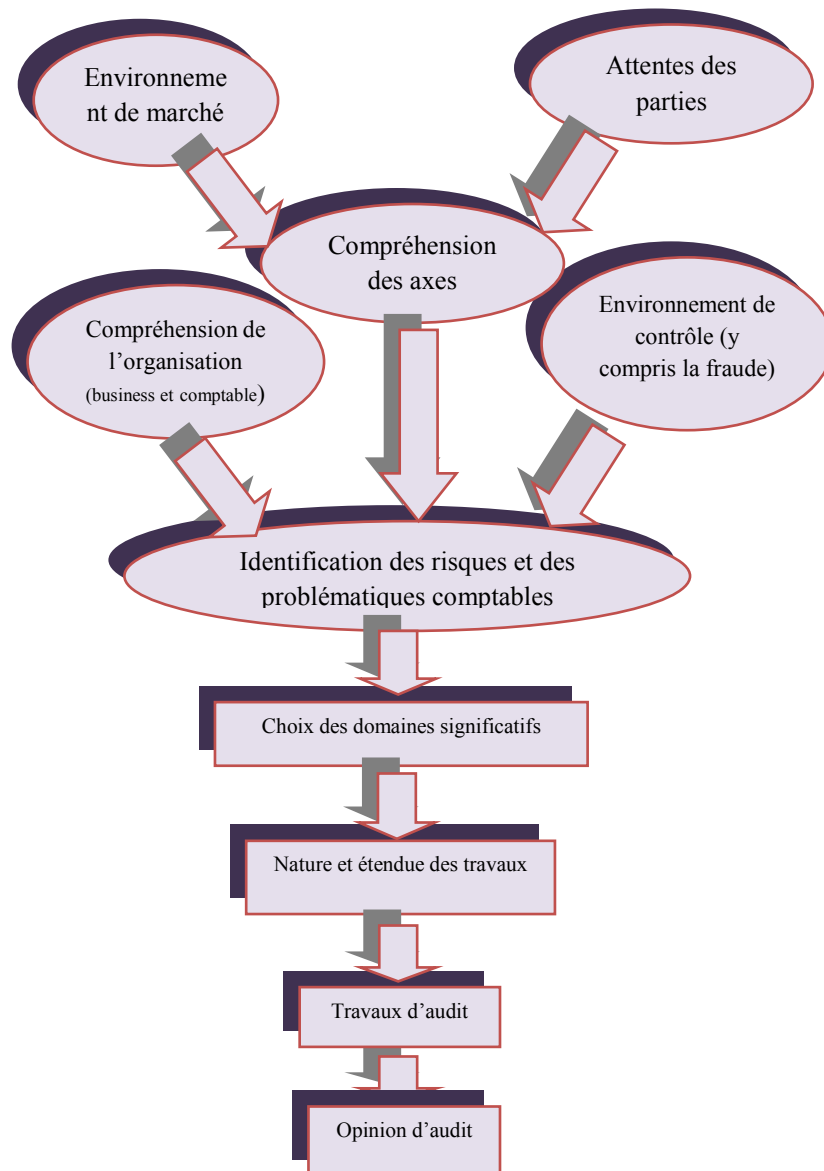 Environneme
nt de marché
Attentes des
parties
Compréhension
des axes
Compréhension de
l’organisation
(business et comptable)
Environnement de
contrôle (y
compris la fraude)
Identification des risques et des
problématiques comptables
Choix des domaines significatifs
Nature et étendue des travaux
Travaux d’audit
Opinion d’audit